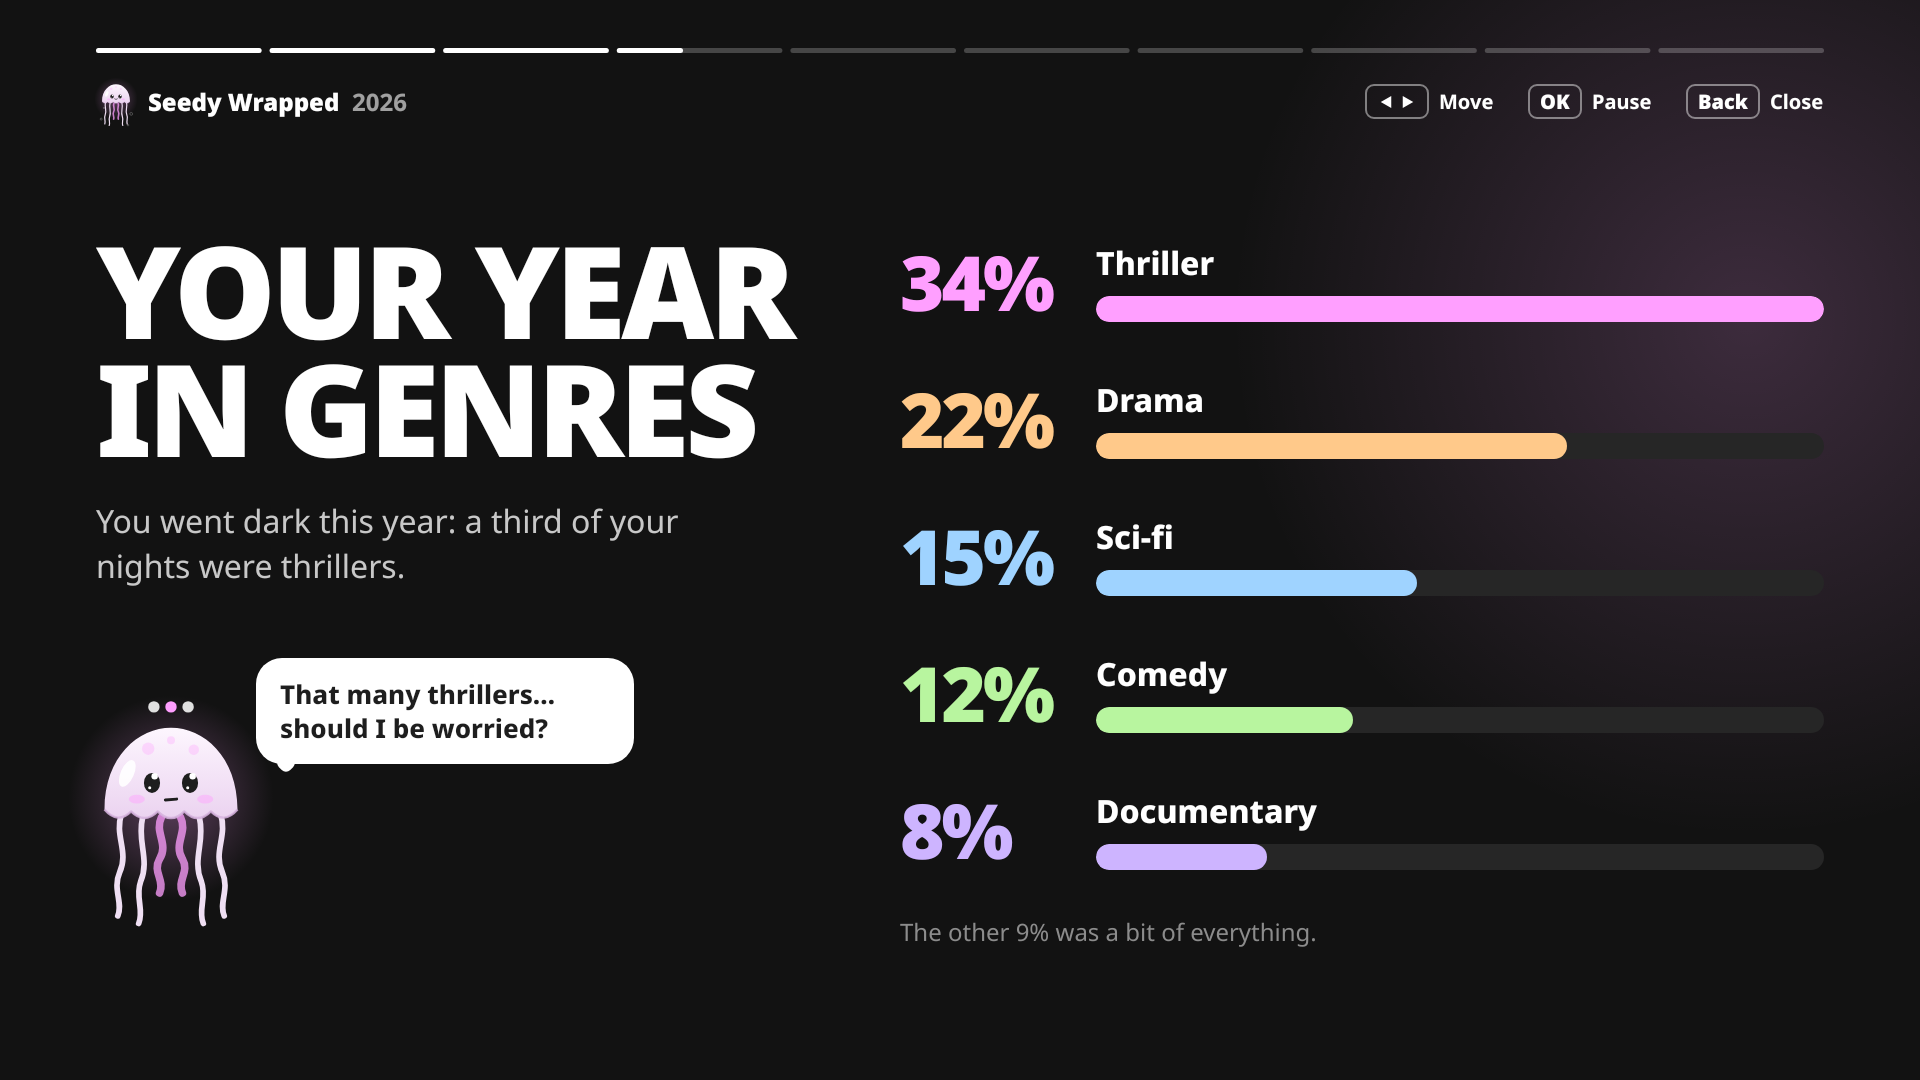 Seedy Wrapped 2026
◀ ▶ Move OK Pause Back Close
YOUR YEAR
IN GENRES
You went dark this year: a third of your
nights were thrillers.
That many thrillers...
should I be worried?
34% Thriller
22% Drama
15% Sci-fi
12% Comedy
8% Documentary
The other 9% was a bit of everything.